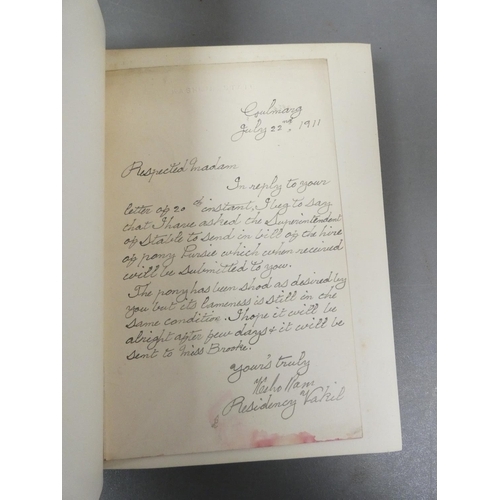 July 22nd, 1911
Respected Madam
In reply to your
letter of 20th instant, I beg to say
that I have asked the Superintendent
of Stable to send in bill of the hire
of pony Pursie which when received
will be submitted to you.
The pony has been shod as desired by
you but its lameness is still in the
same condition. I hope it will be
alright after few days & it will be
sent to Miss Brooke.
Yours truly
Residency Vakil